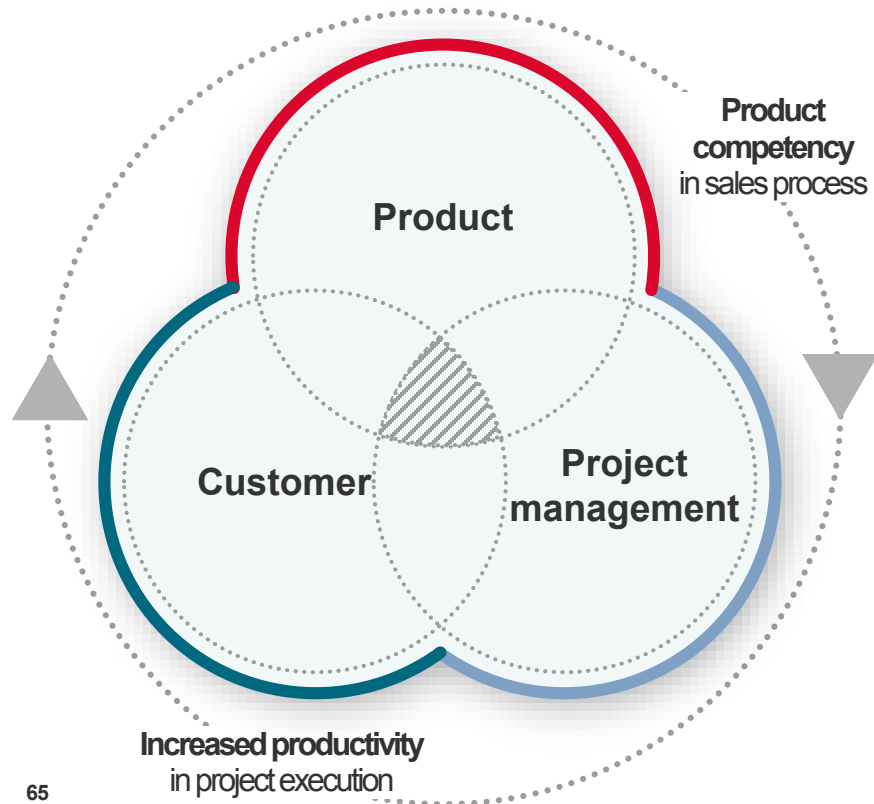 Product
competency
in sales process
Product
Customer
Project
management
Increased productivity
in project execution
65